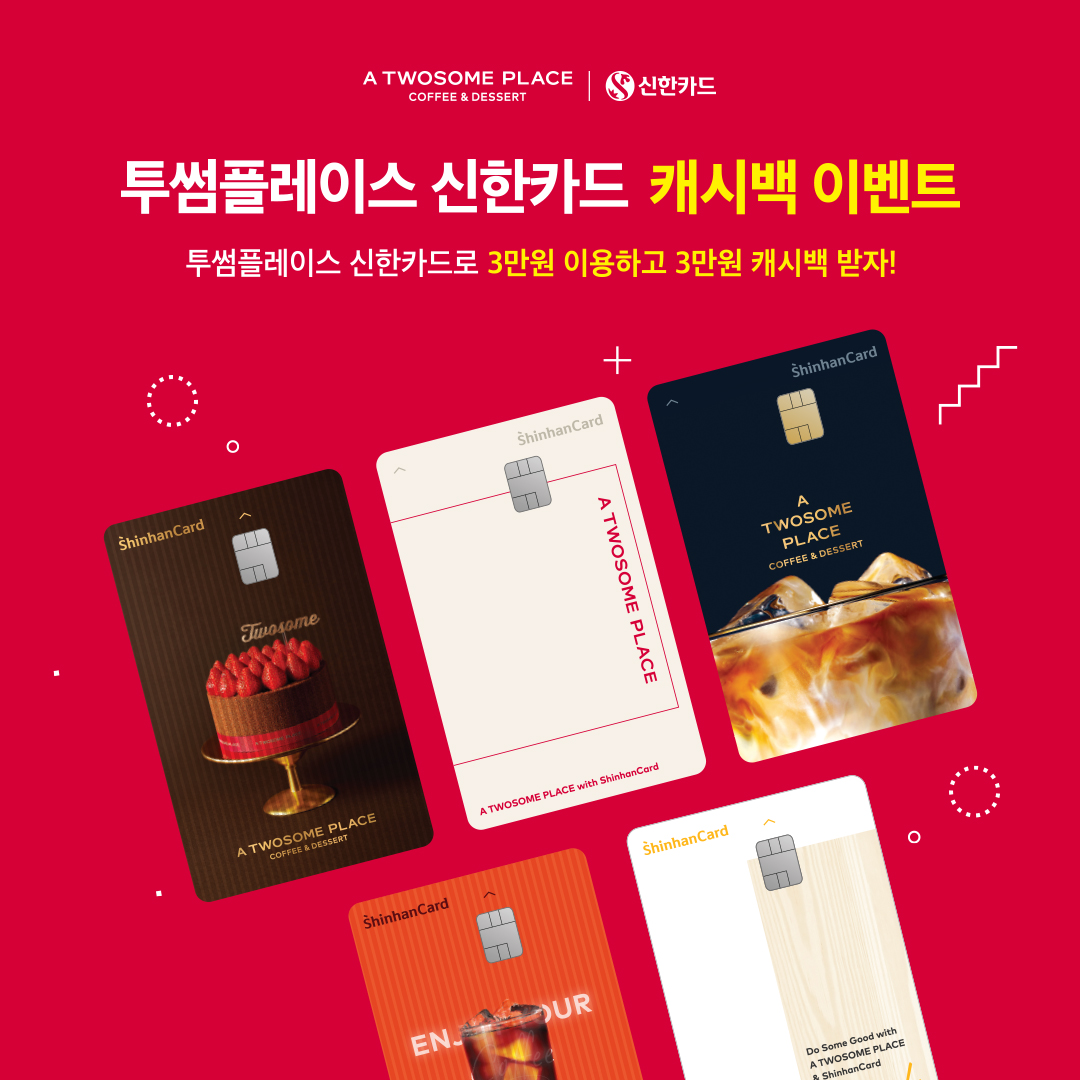 A TWOSOME PLACE
COFFEE & DESSERT
신한카드
투썸플레이스 신한카드 캐시백 이벤트
투썸플레이스 신한카드로 3만원 이용하고 3만원 캐시백 받자!
ShinhanCard
Twosome
A TWOSOME PLACE
COFFEE & DESSERT
ShinhanCard
A TWOSOME PLACE
A TWOSOME PLACE with ShinhanCard
ShinhanCard
A
TWOSOME
PLACE
COFFEE & DESSERT
ShinhanCard
ShinhanCard
Do Some Good with
A TWOSOME PLACE
& ShinhanCard